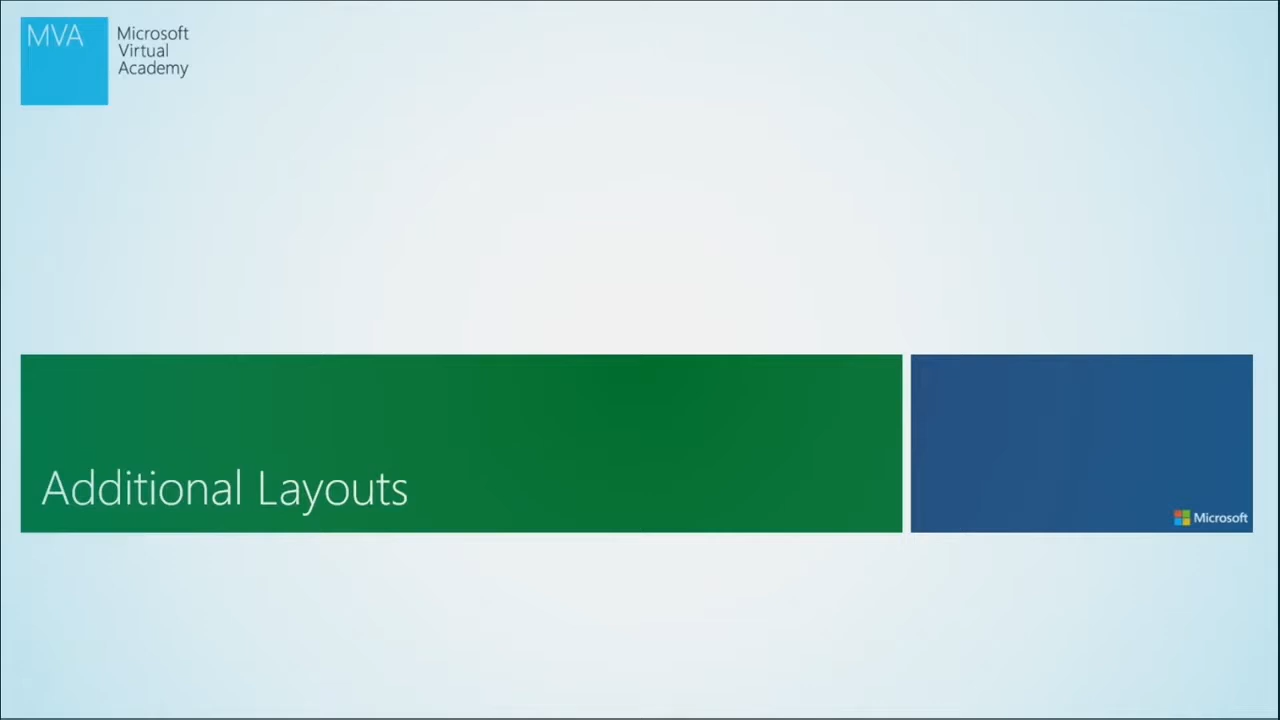 MVA
Microsoft
Virtual
Academy
Additional Layouts
Microsoft